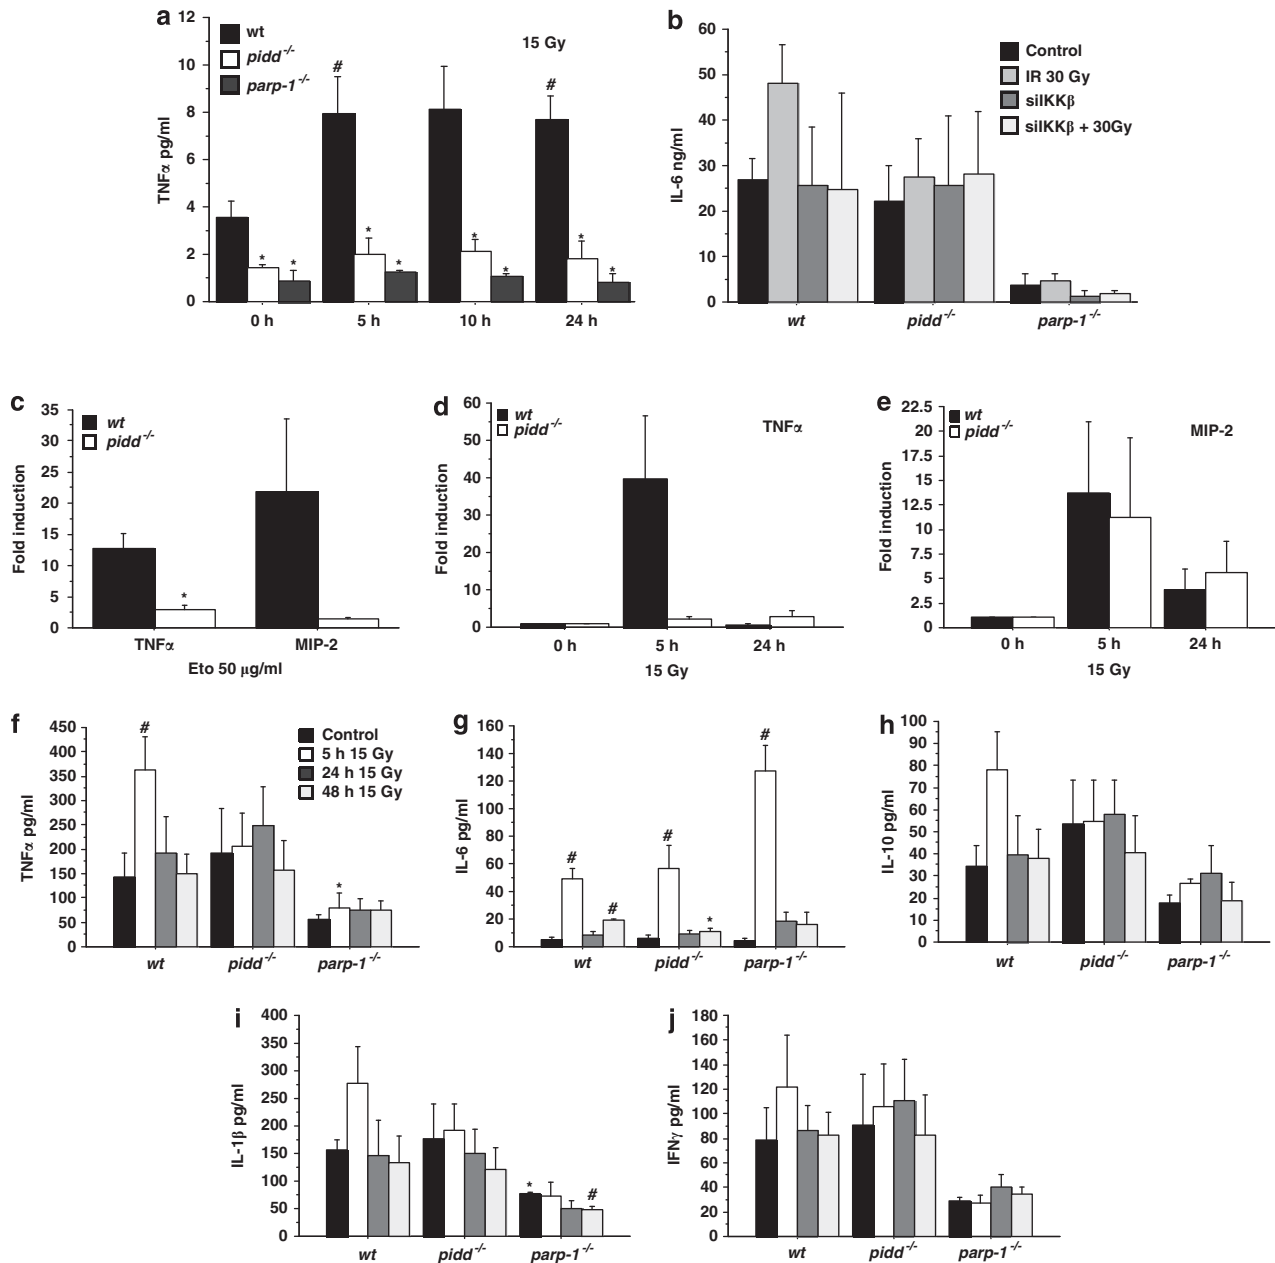 a
12
10
8
6
4
2
0
TNFα pg/ml
wt
pidd -/-
parp-1 -/-
15 Gy
#
#
* * * * * * * *
0 h 5 h 10 h 24 h
b
60
50
40
30
20
10
0
IL-6 ng/ml
Control
IR 30 Gy
siIKKβ
siIKKβ + 30Gy
wt pidd -/- parp-1 -/-
c
35
30
25
20
15
10
5
0
Fold induction
wt
pidd -/-
*
TNFα MIP-2
Eto 50 μg/ml
d
60
50
40
30
20
10
0
Fold induction
wt
pidd -/-
TNFα
0 h 5 h 24 h
15 Gy
e
22.5
20
17.5
15
12.5
10
7.5
5
2.5
0
Fold induction
wt
pidd -/-
MIP-2
0 h 5 h 24 h
15 Gy
f
450
400
350
300
250
200
150
100
50
0
TNFα pg/ml
#
Control
5 h 15 Gy
24 h 15 Gy
48 h 15 Gy
*
wt pidd -/- parp-1 -/-
g
160
140
120
100
80
60
40
20
0
IL-6 pg/ml
#
#
#
#
*
wt pidd -/- parp-1 -/-
h
100
90
80
70
60
50
40
30
20
10
0
IL-10 pg/ml
wt pidd -/- parp-1 -/-
i
400
350
300
250
200
150
100
50
0
IL-1β pg/ml
*
#
wt pidd -/- parp-1 -/-
j
180
160
140
120
100
80
60
40
20
0
IFNγ pg/ml
wt pidd -/- parp-1 -/-